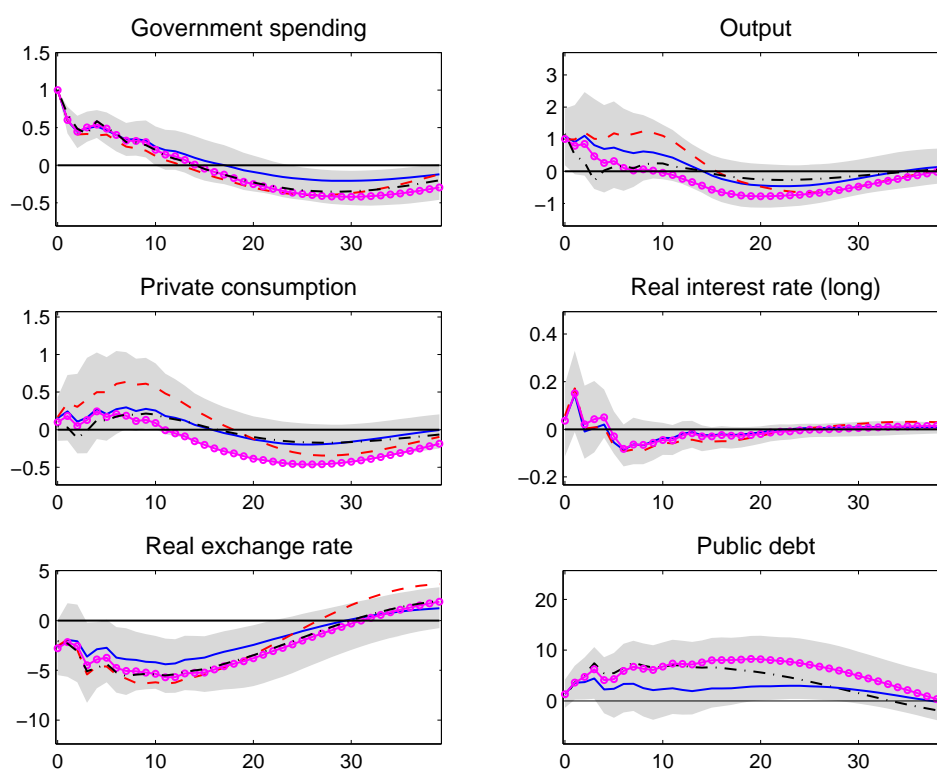 Government spending
1.5
1
0.5
0
−0.5
0 10 20 30
Output
3
2
1
0
−1
0 10 20 30
Private consumption
1.5
1
0.5
0
−0.5
0 10 20 30
Real interest rate (long)
0.4
0.2
0
−0.2
0 10 20 30
Real exchange rate
5
0
−5
−10
0 10 20 30
Public debt
20
10
0
0 10 20 30